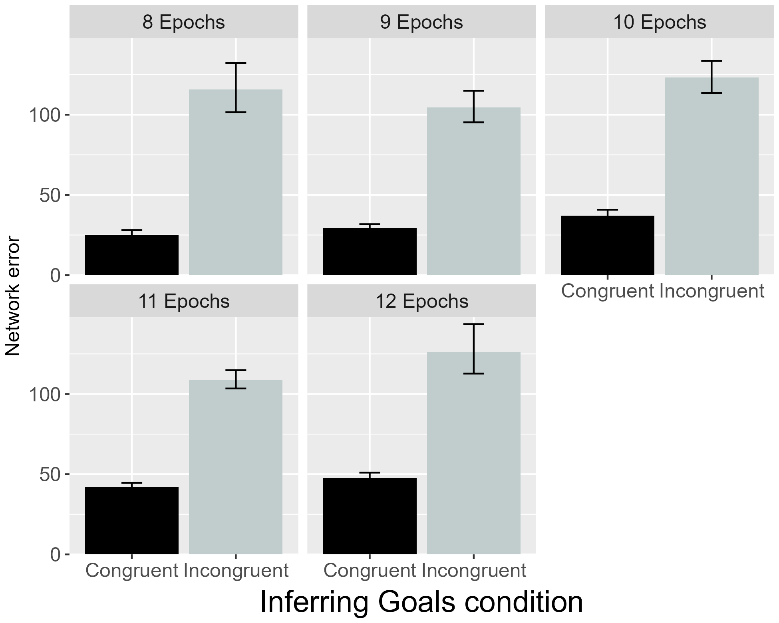 8 Epochs
9 Epochs
10 Epochs
100
50
0
Congruent Incongruent
11 Epochs
12 Epochs
100
50
0
Congruent Incongruent
Congruent Incongruent
Network error
Inferring Goals condition